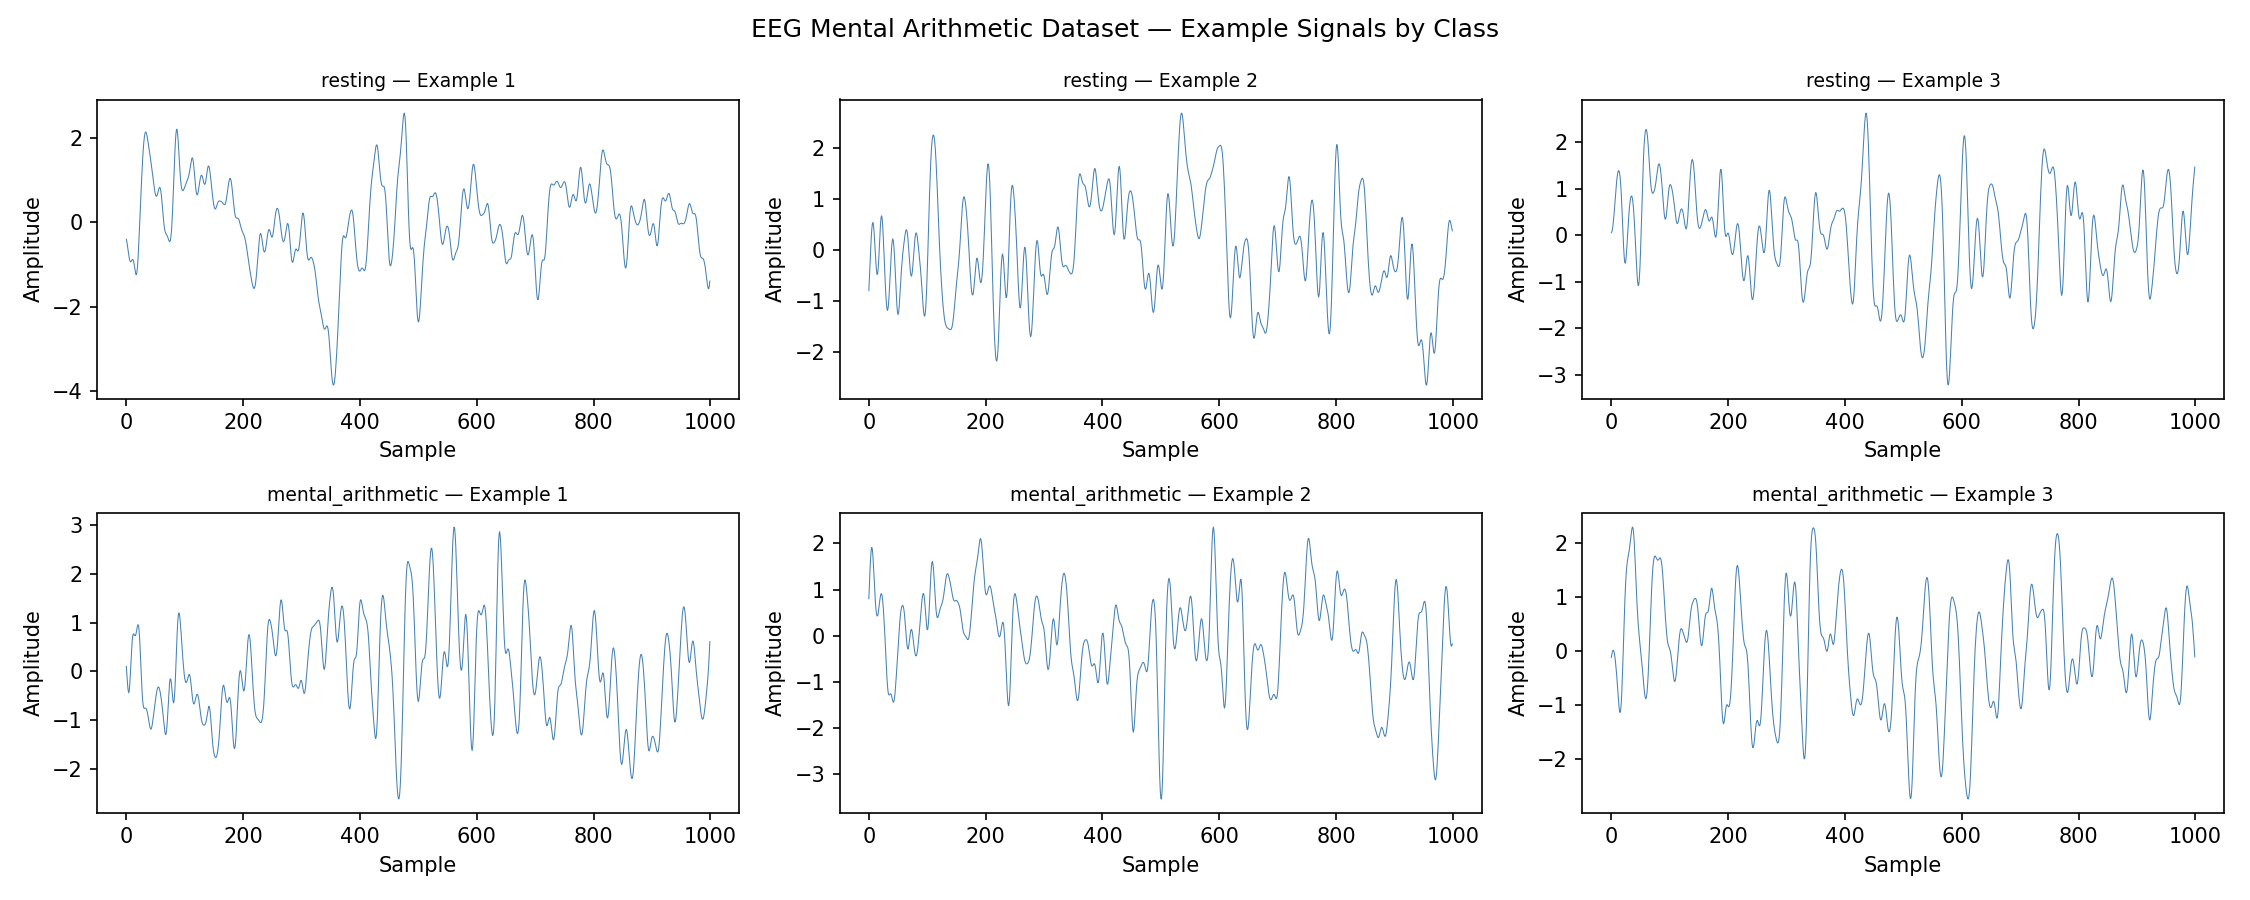 EEG Mental Arithmetic Dataset — Example Signals by Class
resting — Example 1
Amplitude
2
0
−2
−4
0 200 400 600 800 1000
Sample
resting — Example 2
Amplitude
2
1
0
−1
−2
0 200 400 600 800 1000
Sample
resting — Example 3
Amplitude
2
1
0
−1
−2
−3
0 200 400 600 800 1000
Sample
mental_arithmetic — Example 1
Amplitude
3
2
1
0
−1
−2
0 200 400 600 800 1000
Sample
mental_arithmetic — Example 2
Amplitude
2
1
0
−1
−2
−3
0 200 400 600 800 1000
Sample
mental_arithmetic — Example 3
Amplitude
2
1
0
−1
−2
0 200 400 600 800 1000
Sample